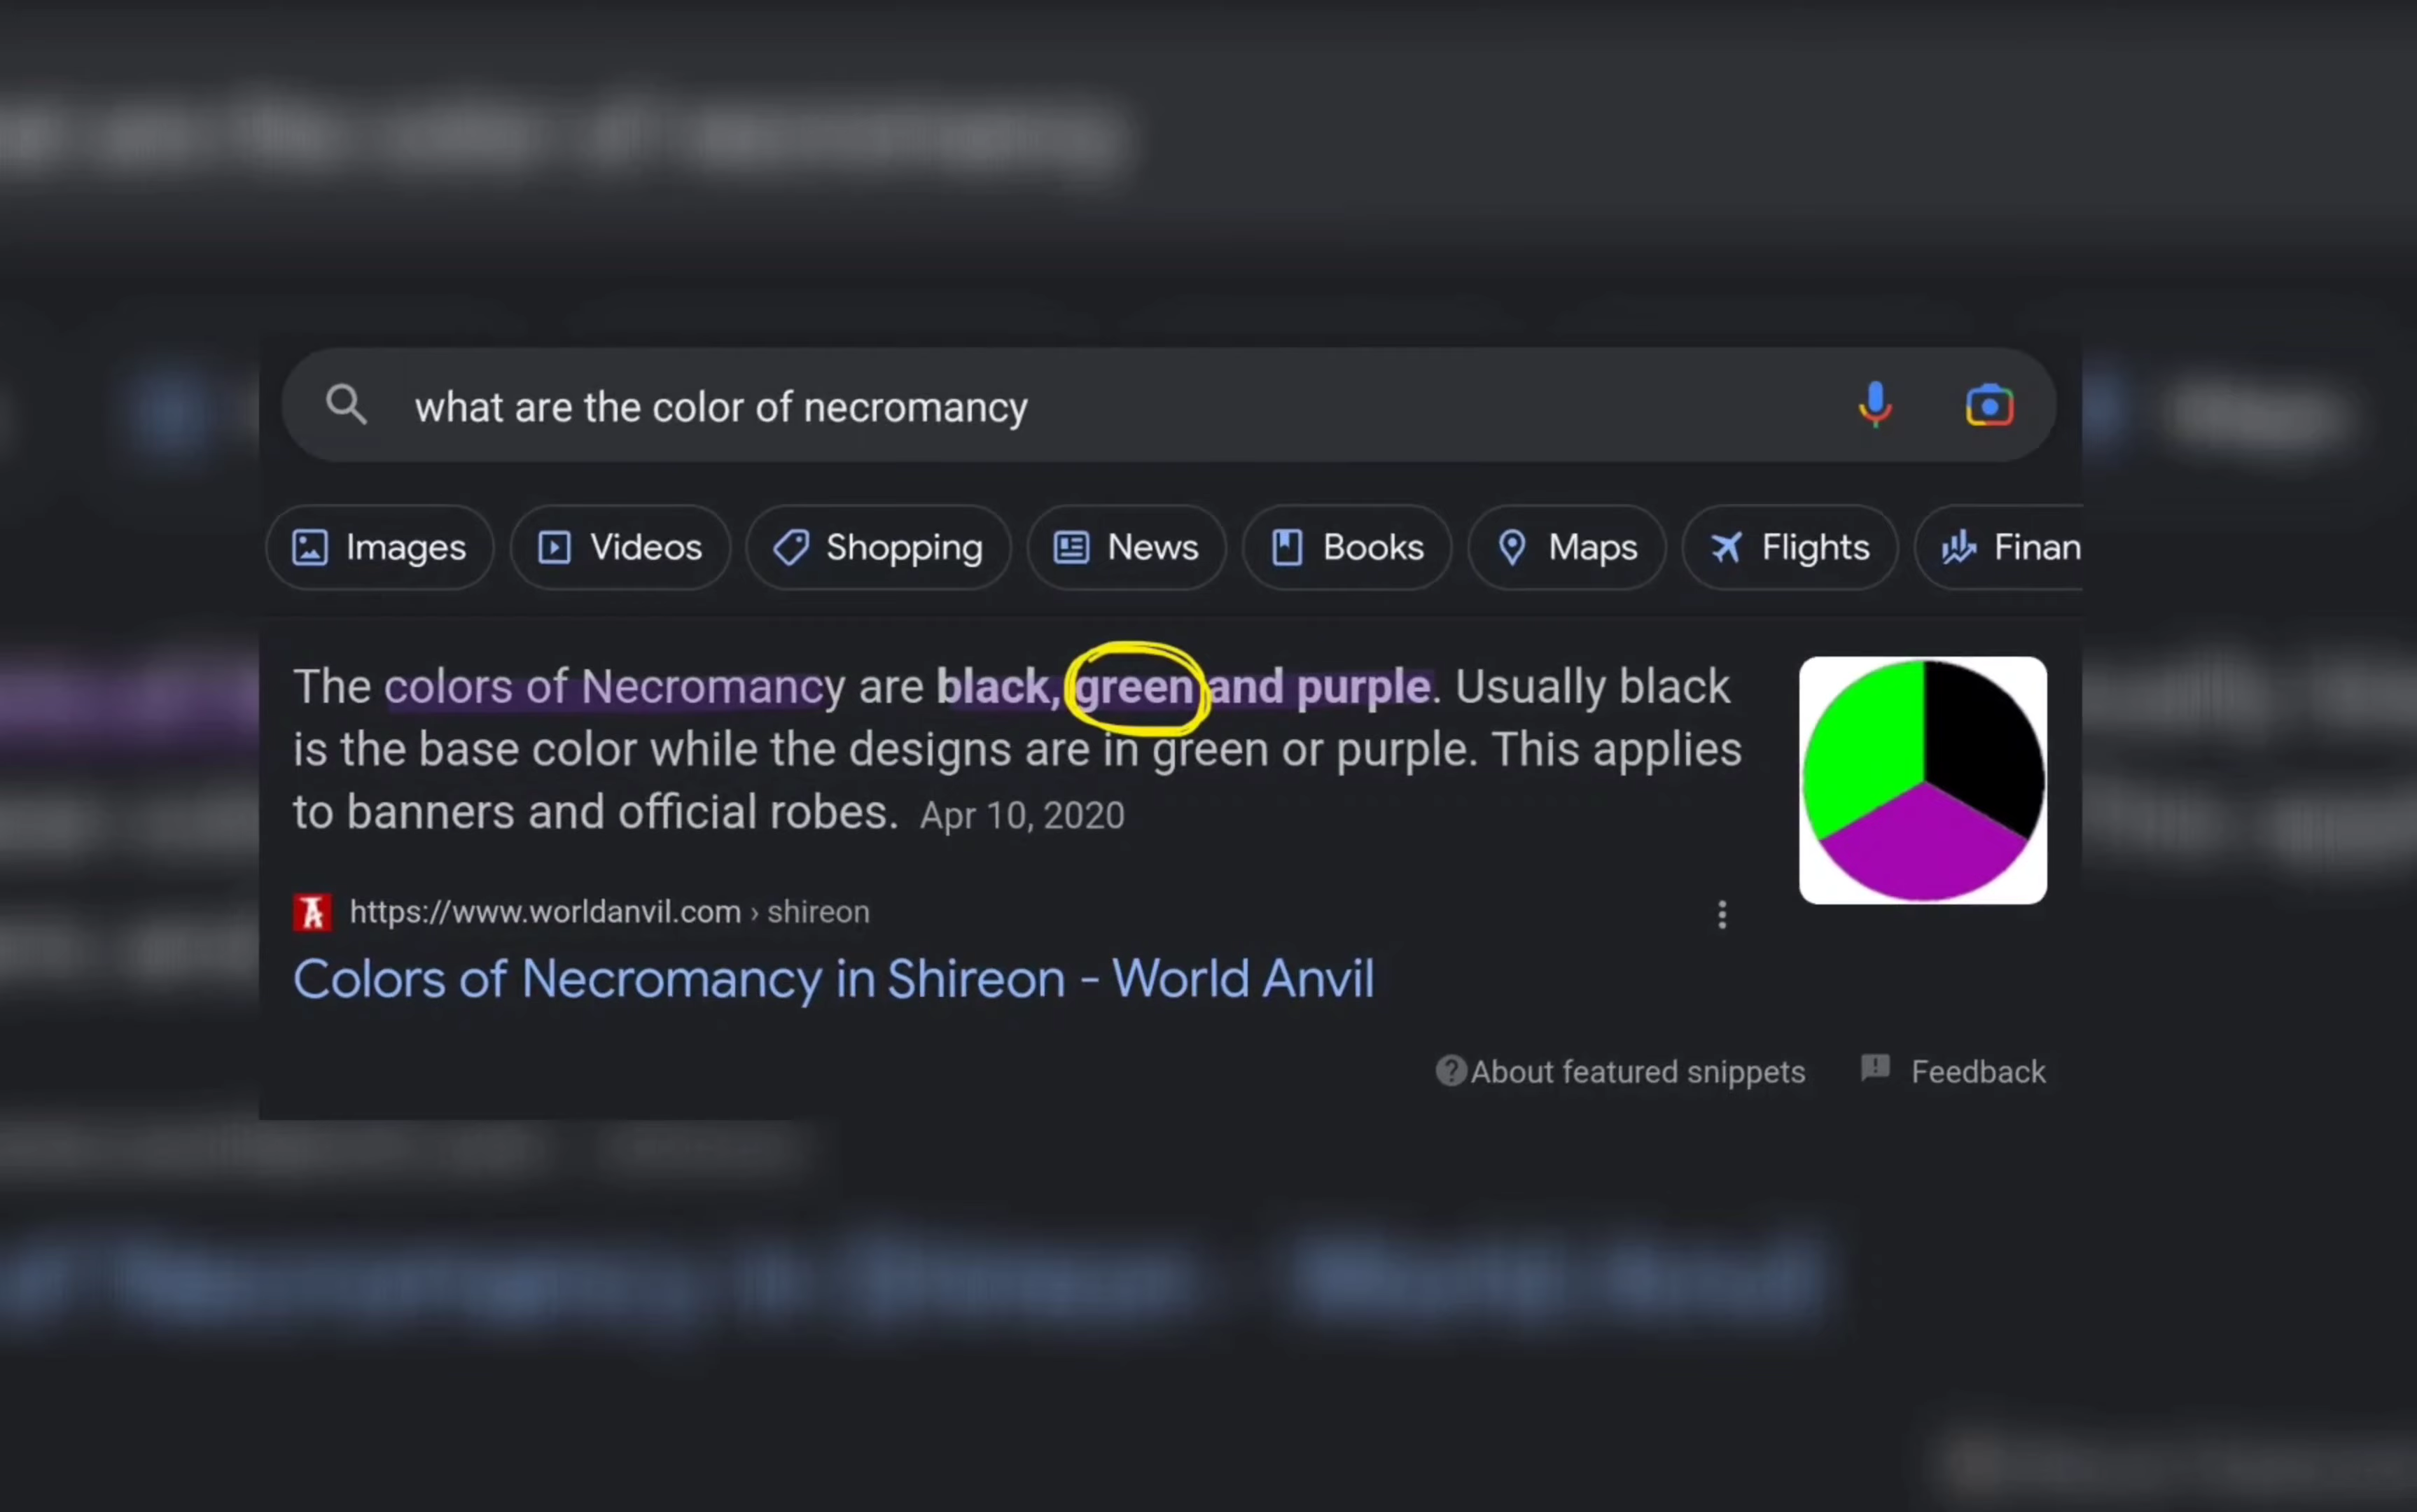 what are the color of necromancy
Images Videos Shopping News Books Maps Flights Finan
The colors of Necromancy are black, green and purple. Usually black
is the base color while the designs are in green or purple. This applies
to banners and official robes. Apr 10, 2020
https://www.worldanvil.com › shireon
Colors of Necromancy in Shireon - World Anvil
About featured snippets Feedback